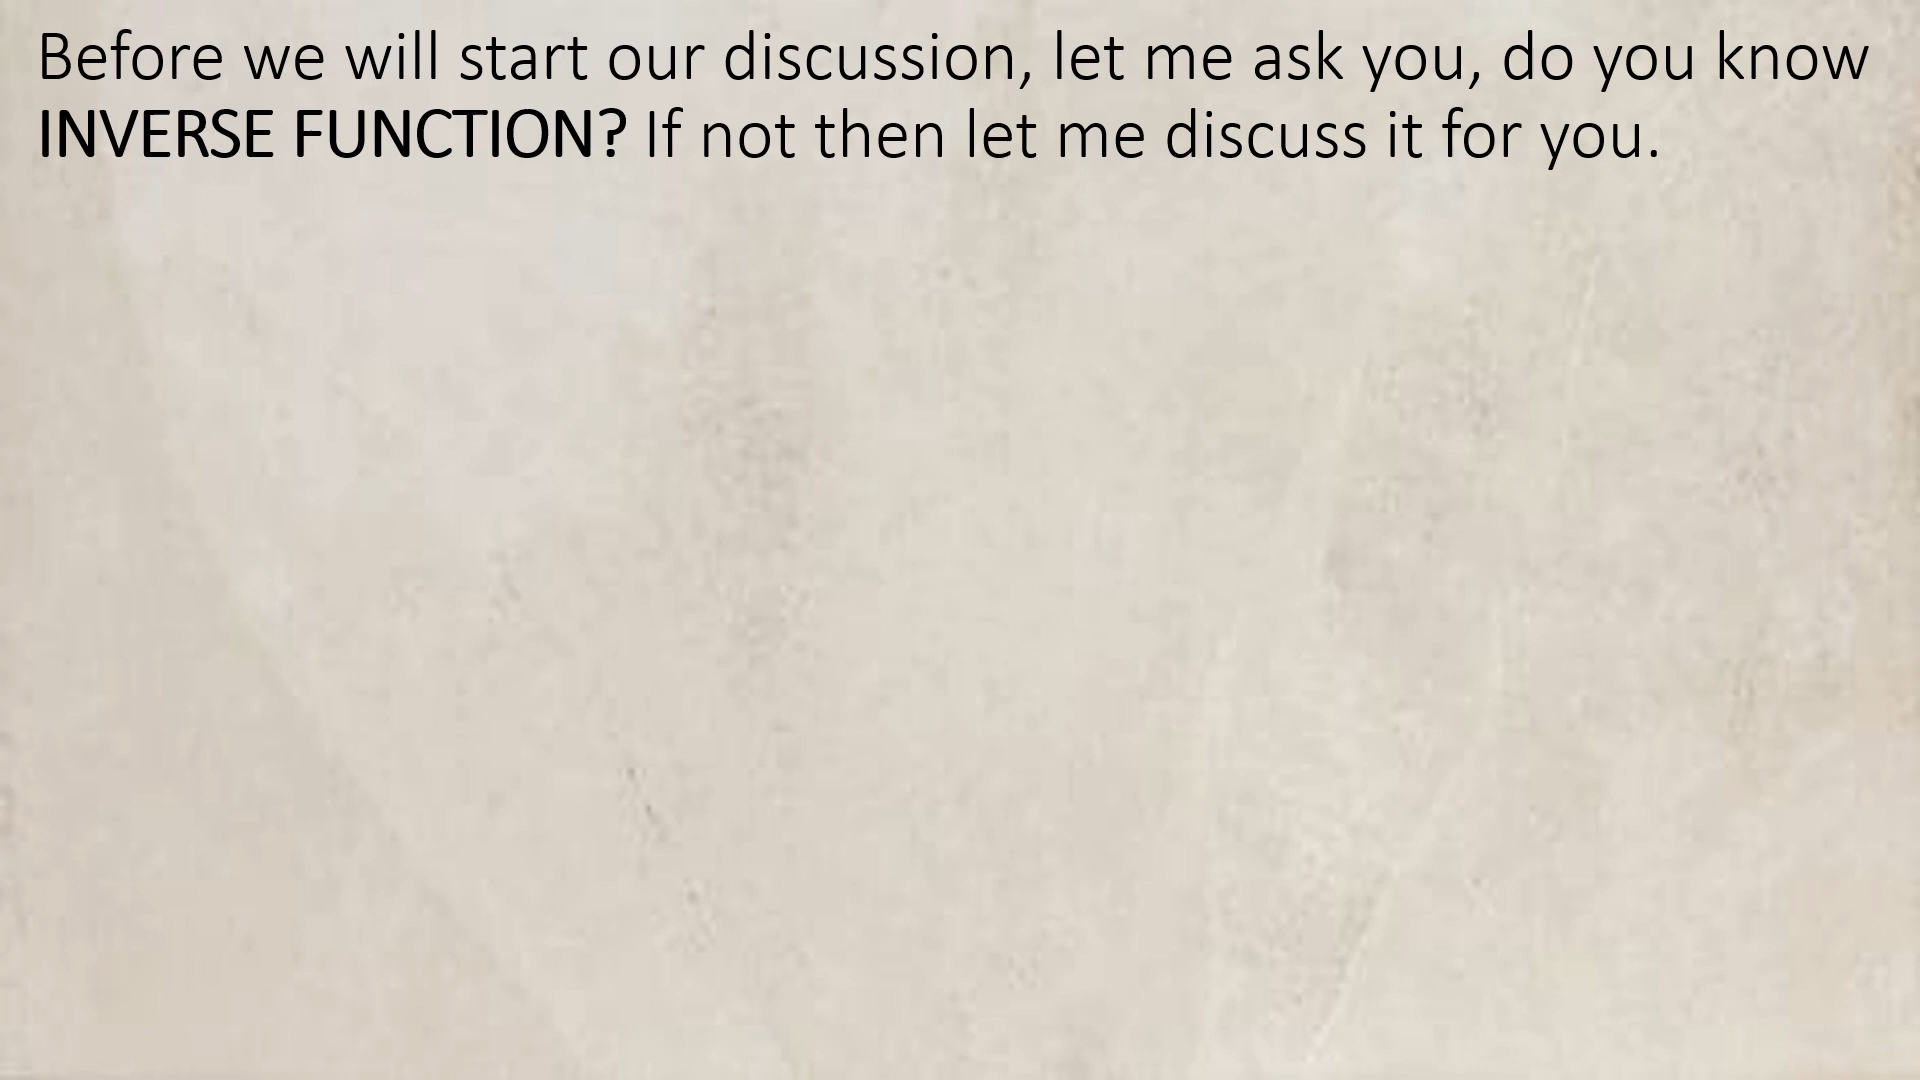 Before we will start our discussion, let me ask you, do you know
INVERSE FUNCTION? If not then let me discuss it for you.